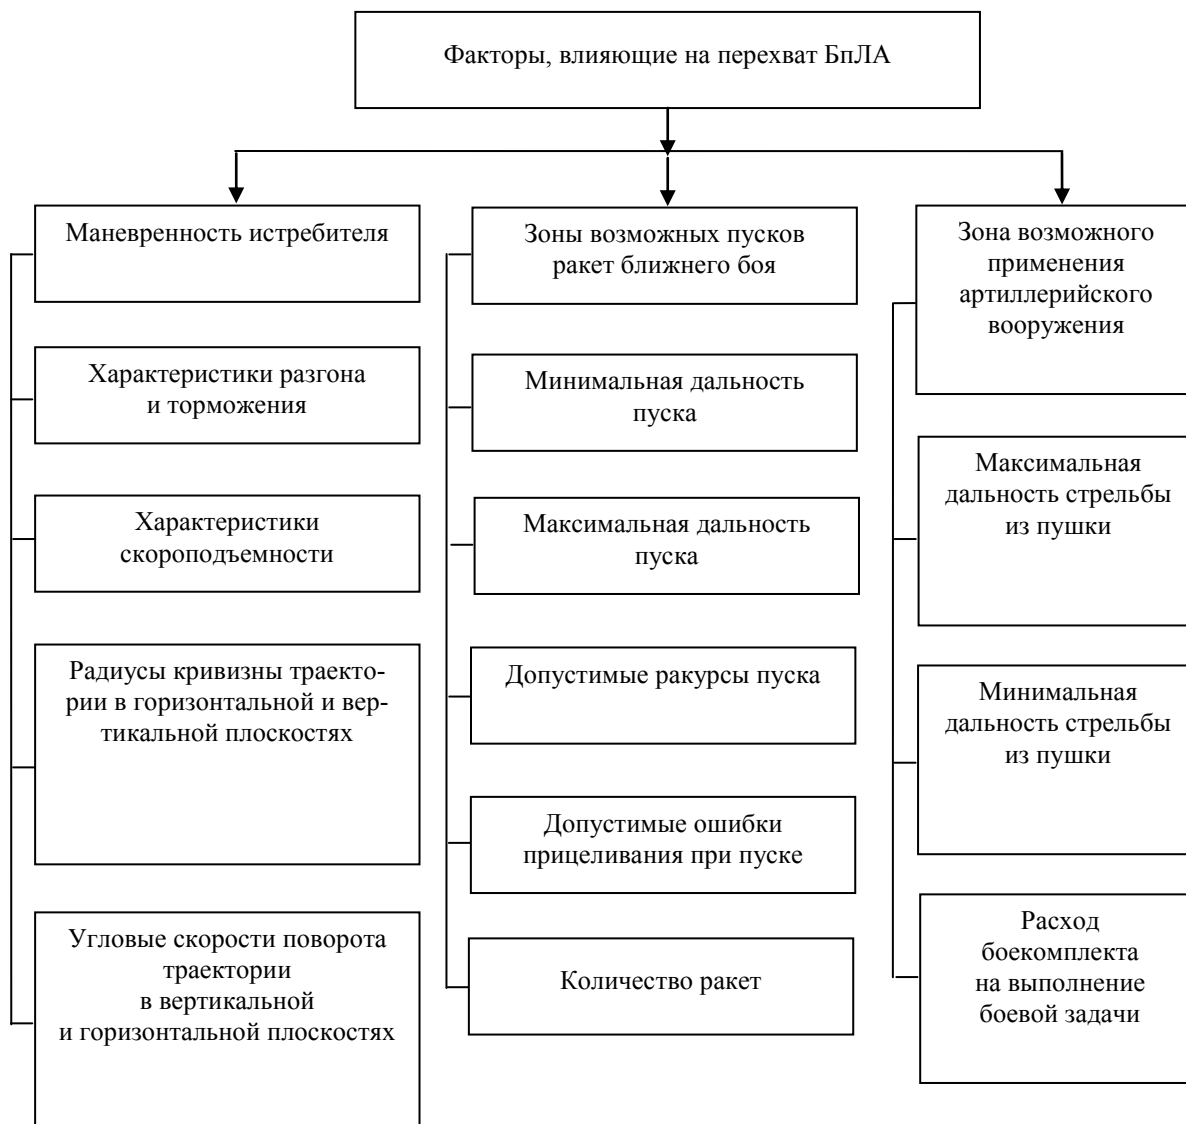 Факторы, влияющие на перехват БпЛА
Маневренность истребителя
Характеристики разгона
и торможения
Характеристики
скороподъемности
Радиусы кривизны траекто-
рии в горизонтальной и вер-
тикальной плоскостях
Угловые скорости поворота
траектории
в вертикальной
и горизонтальной плоскостях
Зоны возможных пусков
ракет ближнего боя
Минимальная дальность
пуска
Максимальная дальность
пуска
Допустимые ракурсы пуска
Допустимые ошибки
прицеливания при пуске
Количество ракет
Зона возможного
применения
артиллерийского
вооружения
Максимальная
дальность стрельбы
из пушки
Минимальная
дальность стрельбы
из пушки
Расход
боекомплекта
на выполнение
боевой задачи